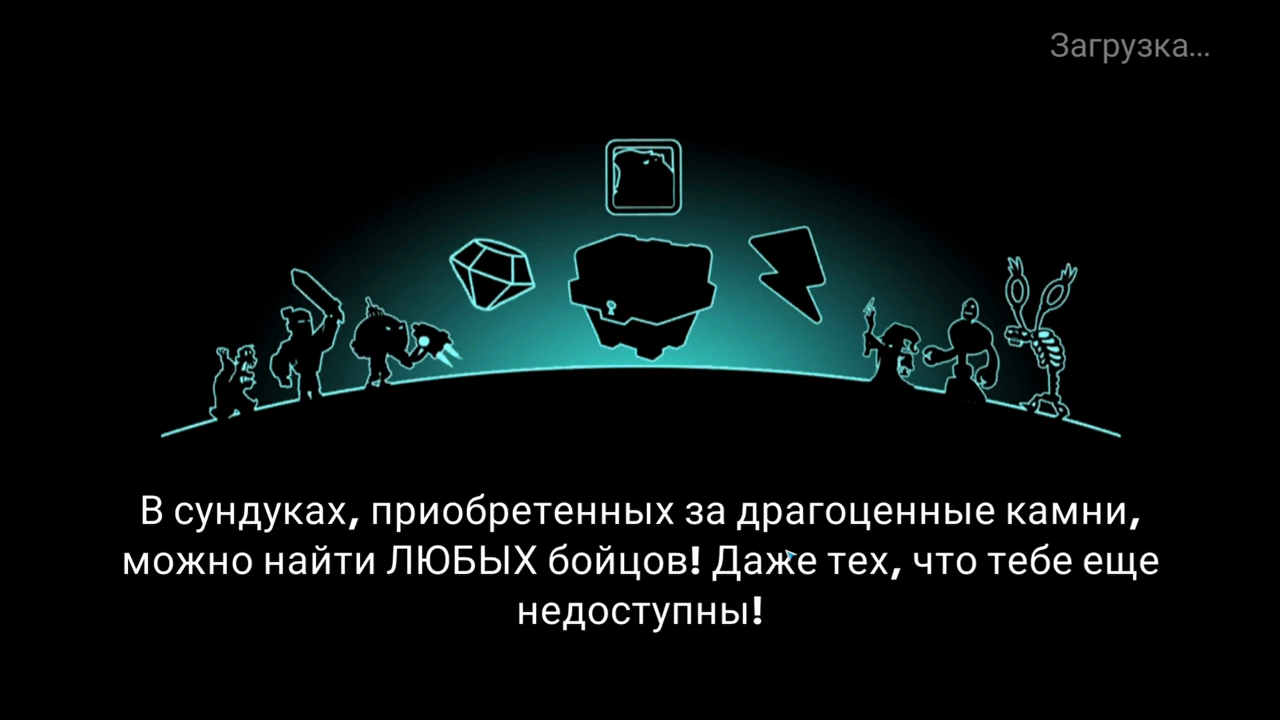 Загрузка...
В сундуках, приобретенных за драгоценные камни,
можно найти ЛЮБЫХ бойцов! Даже тех, что тебе еще
недоступны!